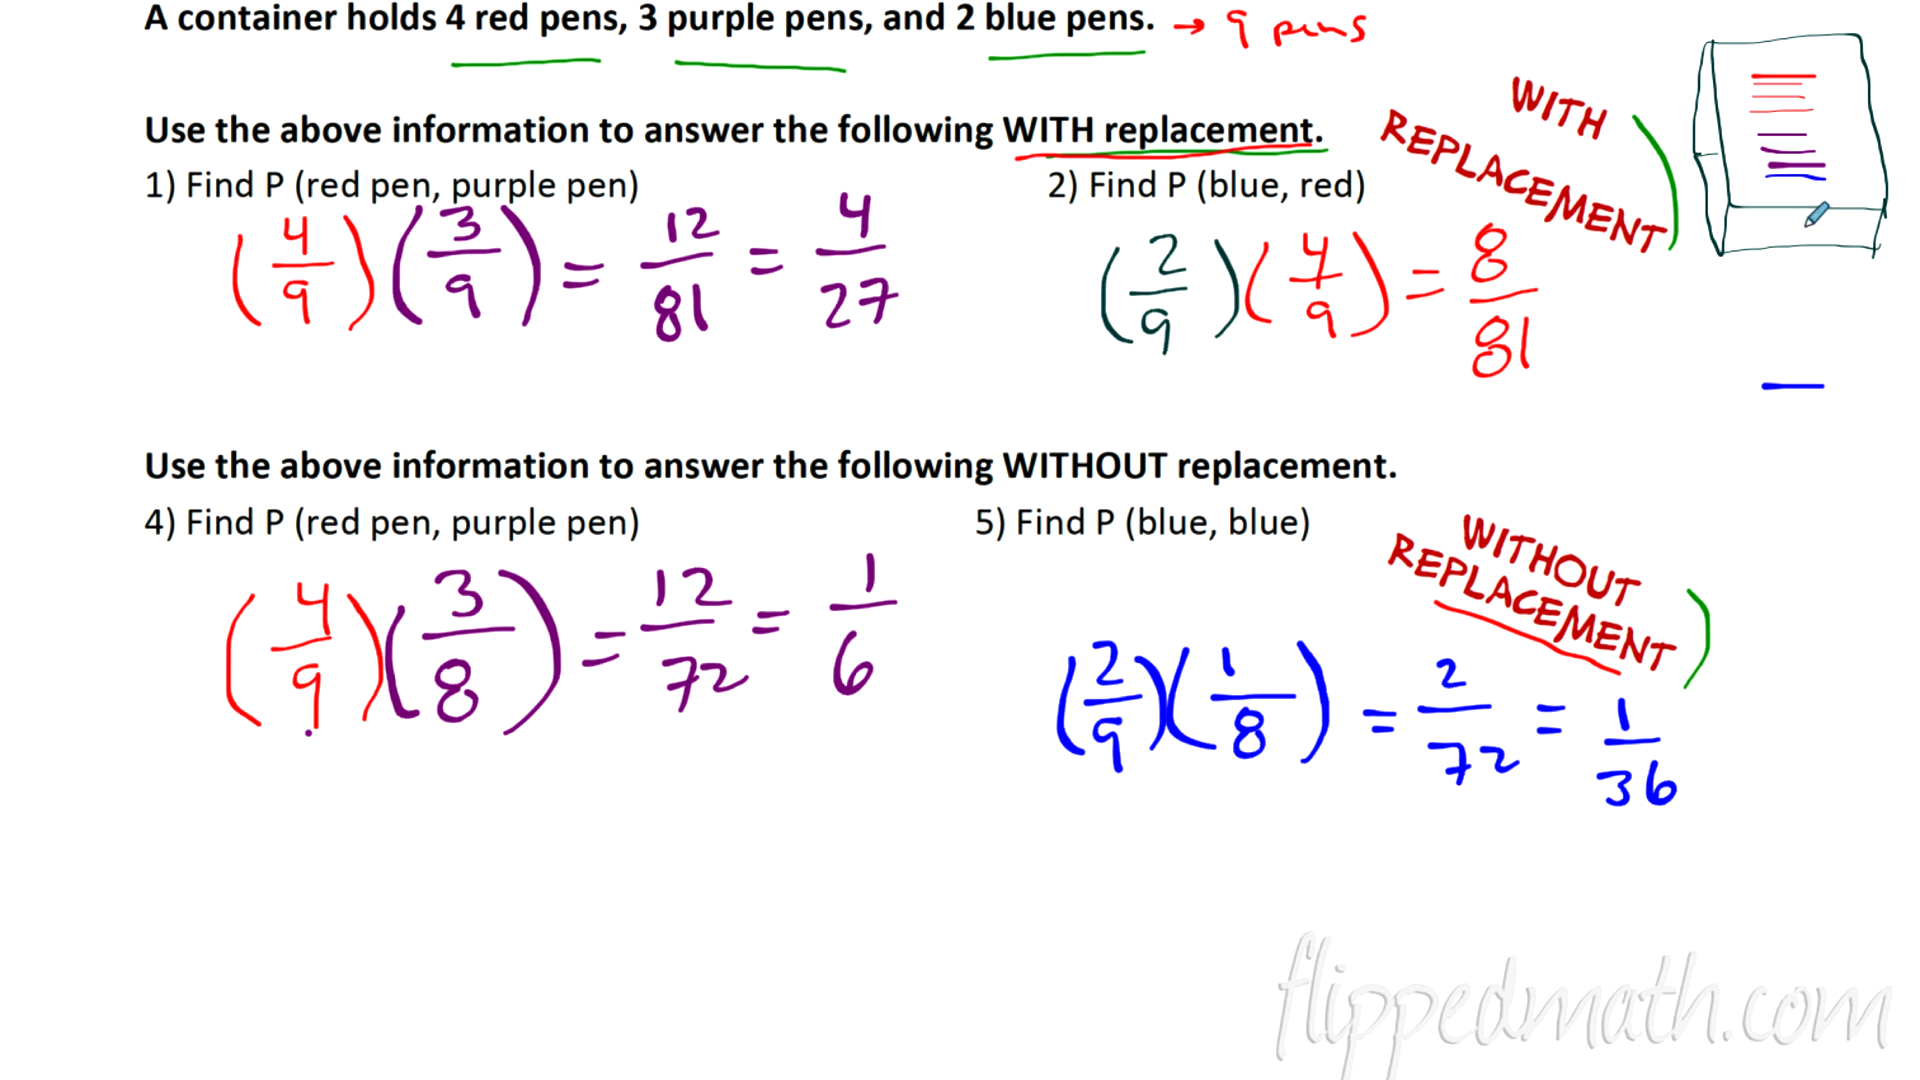 A container holds 4 red pens, 3 purple pens, and 2 blue pens. → 9 pens
Use the above information to answer the following WITH replacement.
WITH
REPLACEMENT
1) Find P (red pen, purple pen)
(4/9)(3/9) = 12/81 = 4/27
2) Find P (blue, red)
(2/9)(4/9) = 8/81
Use the above information to answer the following WITHOUT replacement.
4) Find P (red pen, purple pen)
(4/9)(3/8) = 12/72 = 1/6
5) Find P (blue, blue)
WITHOUT
REPLACEMENT
(2/9)(1/8) = 2/72 = 1/36
flippedmath.com